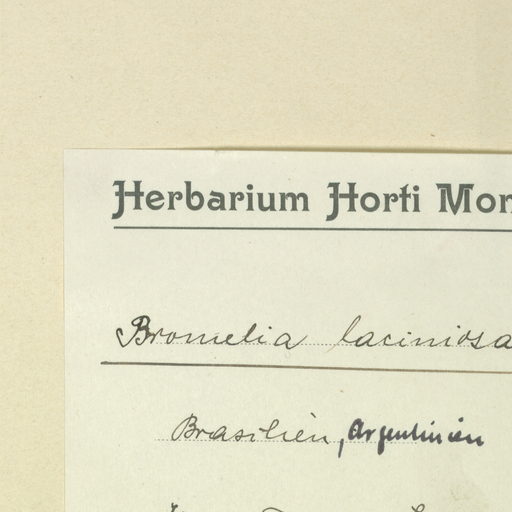 Herbarium Horti Mon
Bromelia laciniosa
Brasilien, Argentinien